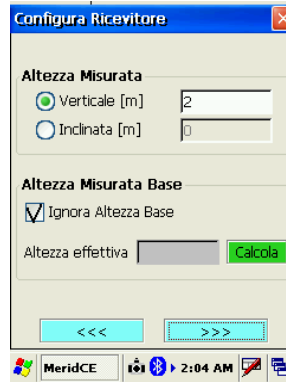 Configura Ricevitore
Altezza Misurata
Verticale [m] 2
Inclinata [m] 0
Altezza Misurata Base
Ignora Altezza Base
Altezza effettiva Calcola
<<< >>>
MeridCE 2:04 AM